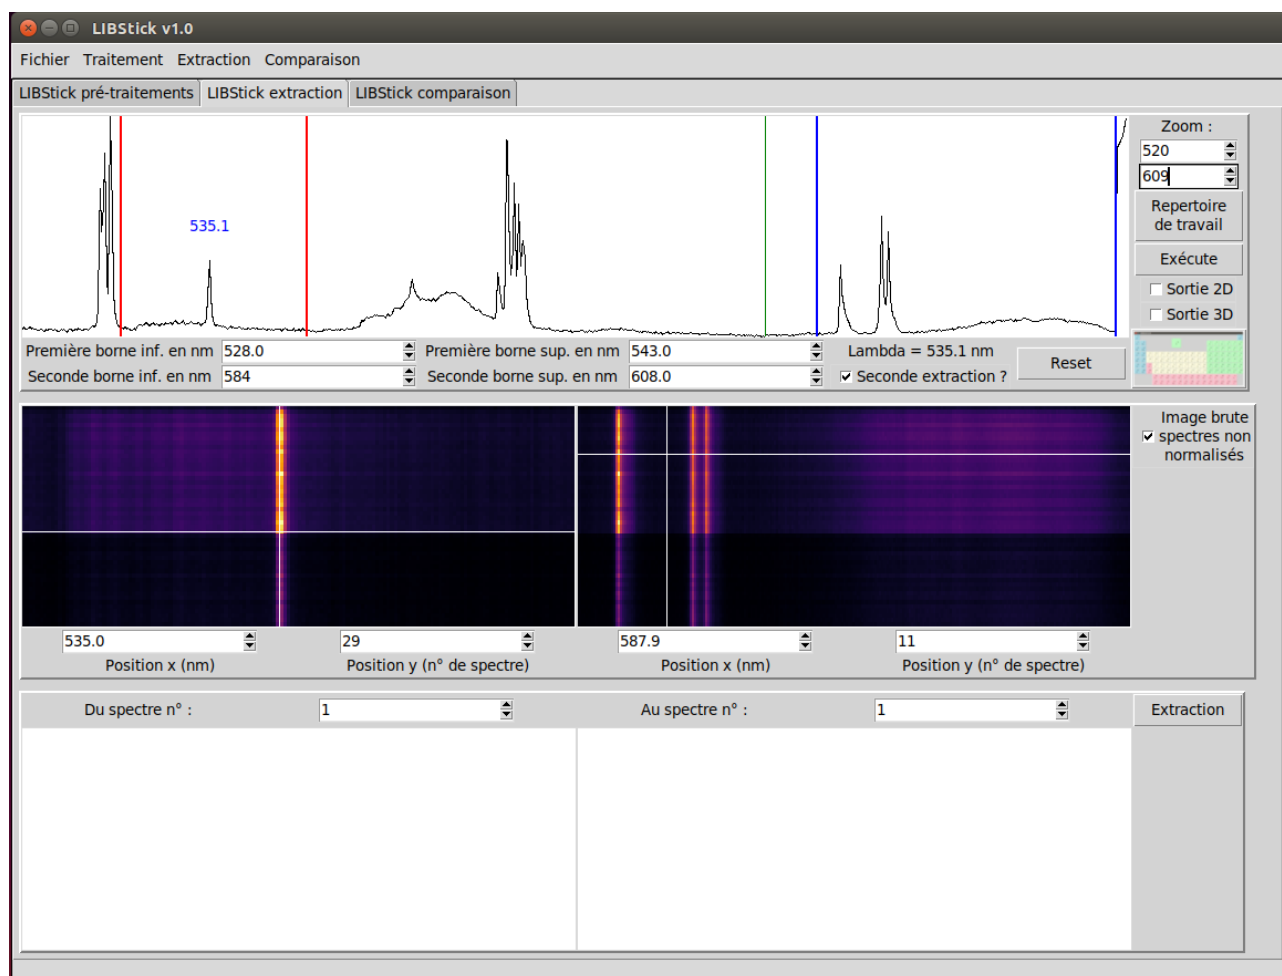 LIBStick v1.0
Fichier Traitement Extraction Comparaison
LIBStick pré-traitements LIBStick extraction LIBStick comparaison
535.1
Zoom :
520
609
Repertoire
de travail
Exécute
Sortie 2D
Sortie 3D
Première borne inf. en nm 528.0 Première borne sup. en nm 543.0 Lambda = 535.1 nm
Seconde borne inf. en nm 584 Seconde borne sup. en nm 608.0 Seconde extraction ?
Reset
Image brute
spectres non
normalisés
535.0 29 587.9 11
Position x (nm) Position y (n° de spectre) Position x (nm) Position y (n° de spectre)
Du spectre n° : 1 Au spectre n° : 1 Extraction